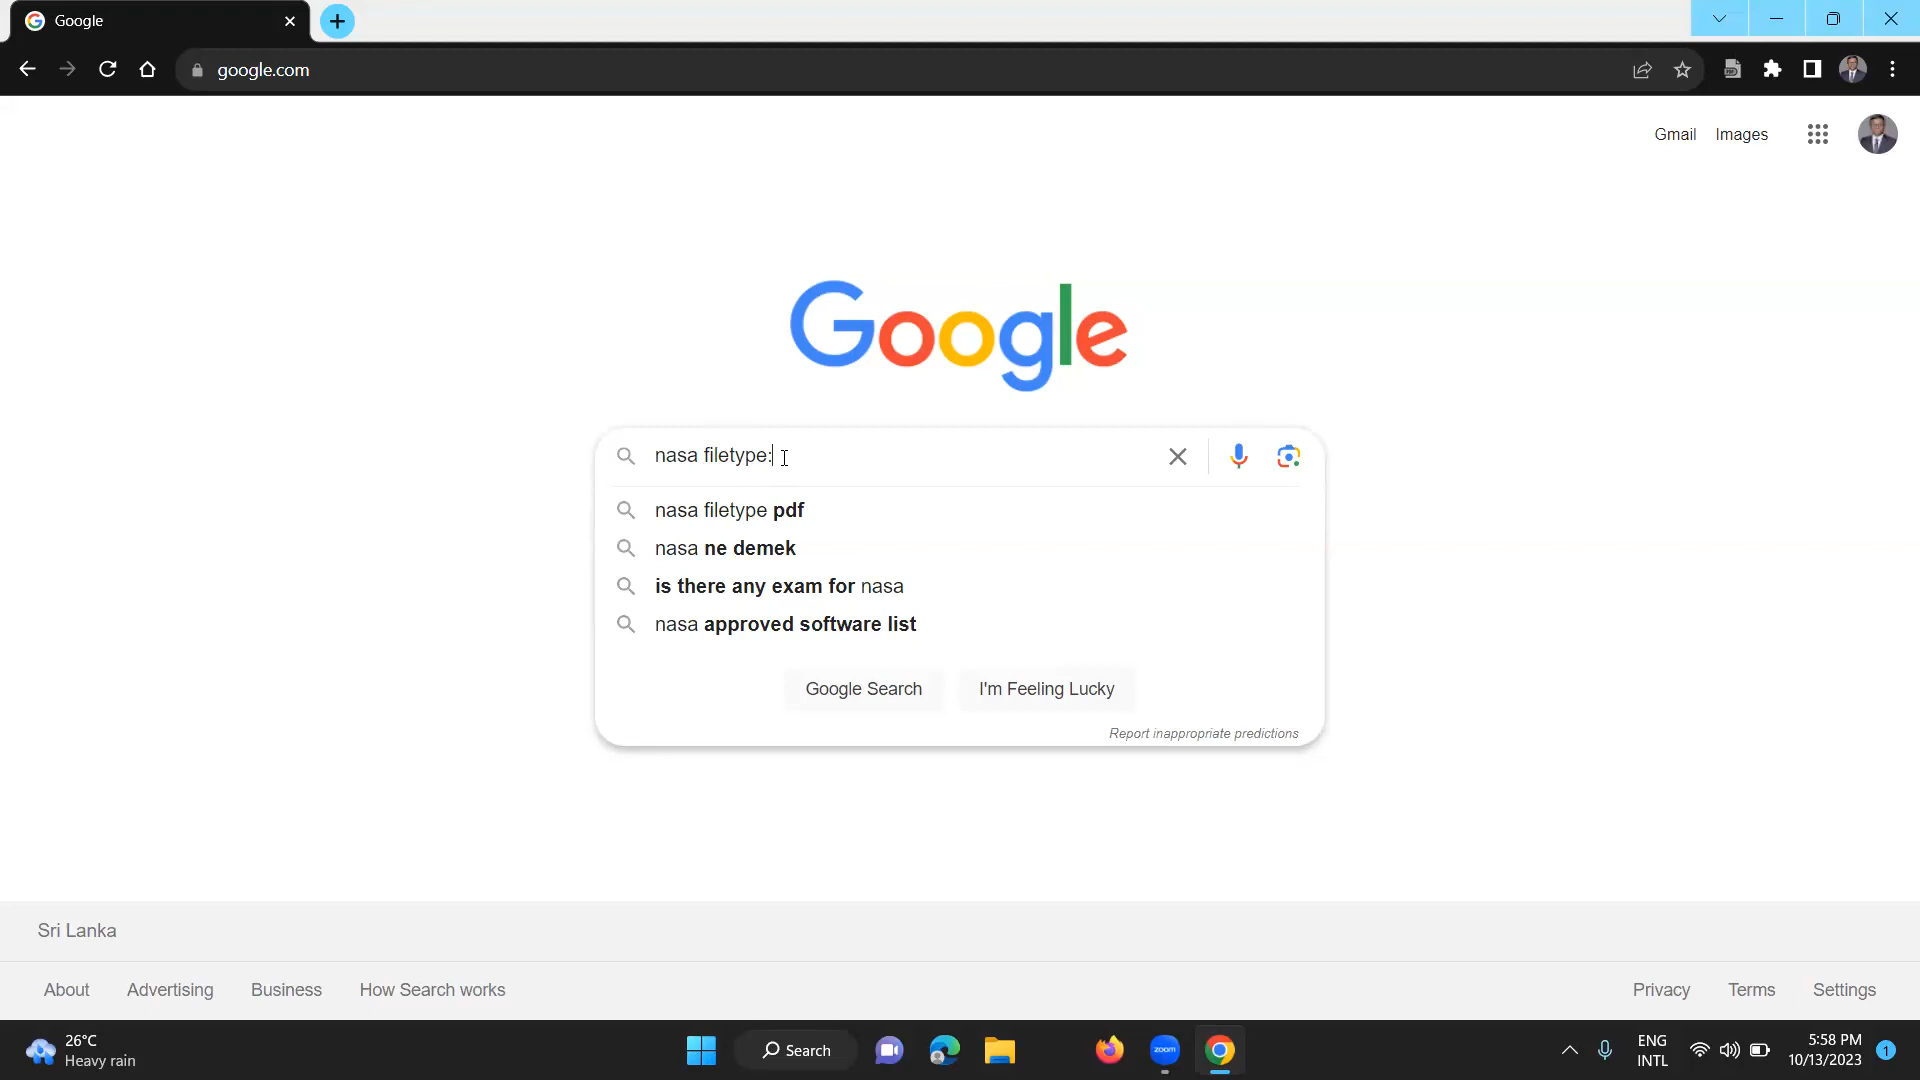 Google
google.com
Gmail Images
Google
nasa filetype:
nasa filetype pdf
nasa ne demek
is there any exam for nasa
nasa approved software list
Google Search I'm Feeling Lucky
Report inappropriate predictions
Sri Lanka
About Advertising Business How Search works Privacy Terms Settings
26°C
Heavy rain
Search
zoom
ENG
INTL
5:58 PM
10/13/2023
1